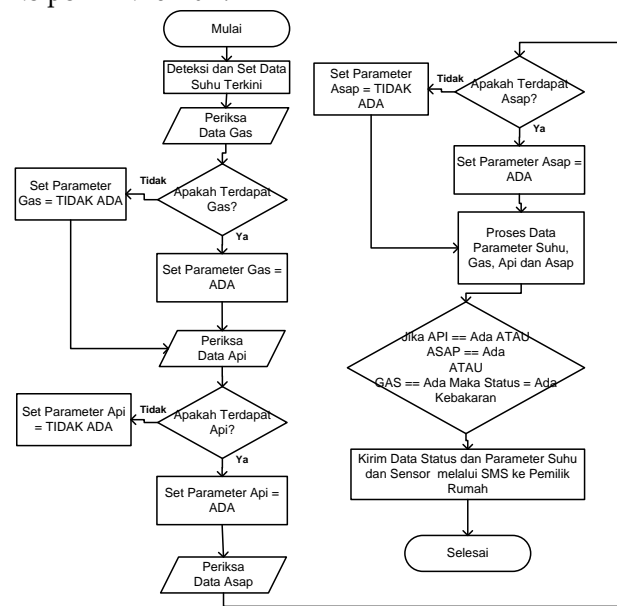 Mulai
Deteksi dan Set Data
Suhu Terkini
Periksa
Data Gas
Apakah Terdapat
Gas?
Tidak
Set Parameter
Gas = TIDAK ADA
Ya
Set Parameter Gas =
ADA
Periksa
Data Api
Apakah Terdapat
Api?
Tidak
Set Parameter Api
= TIDAK ADA
Ya
Set Parameter Api =
ADA
Periksa
Data Asap
Apakah Terdapat
Asap?
Tidak
Set Parameter
Asap = TIDAK
ADA
Ya
Set Parameter Asap =
ADA
Proses Data
Parameter Suhu,
Gas, Api dan Asap
Jika API == Ada ATAU
ASAP == Ada
ATAU
GAS == Ada Maka Status = Ada
Kebakaran
Kirim Data Status dan Parameter Suhu
dan Sensor melalui SMS ke Pemilik
Rumah
Selesai